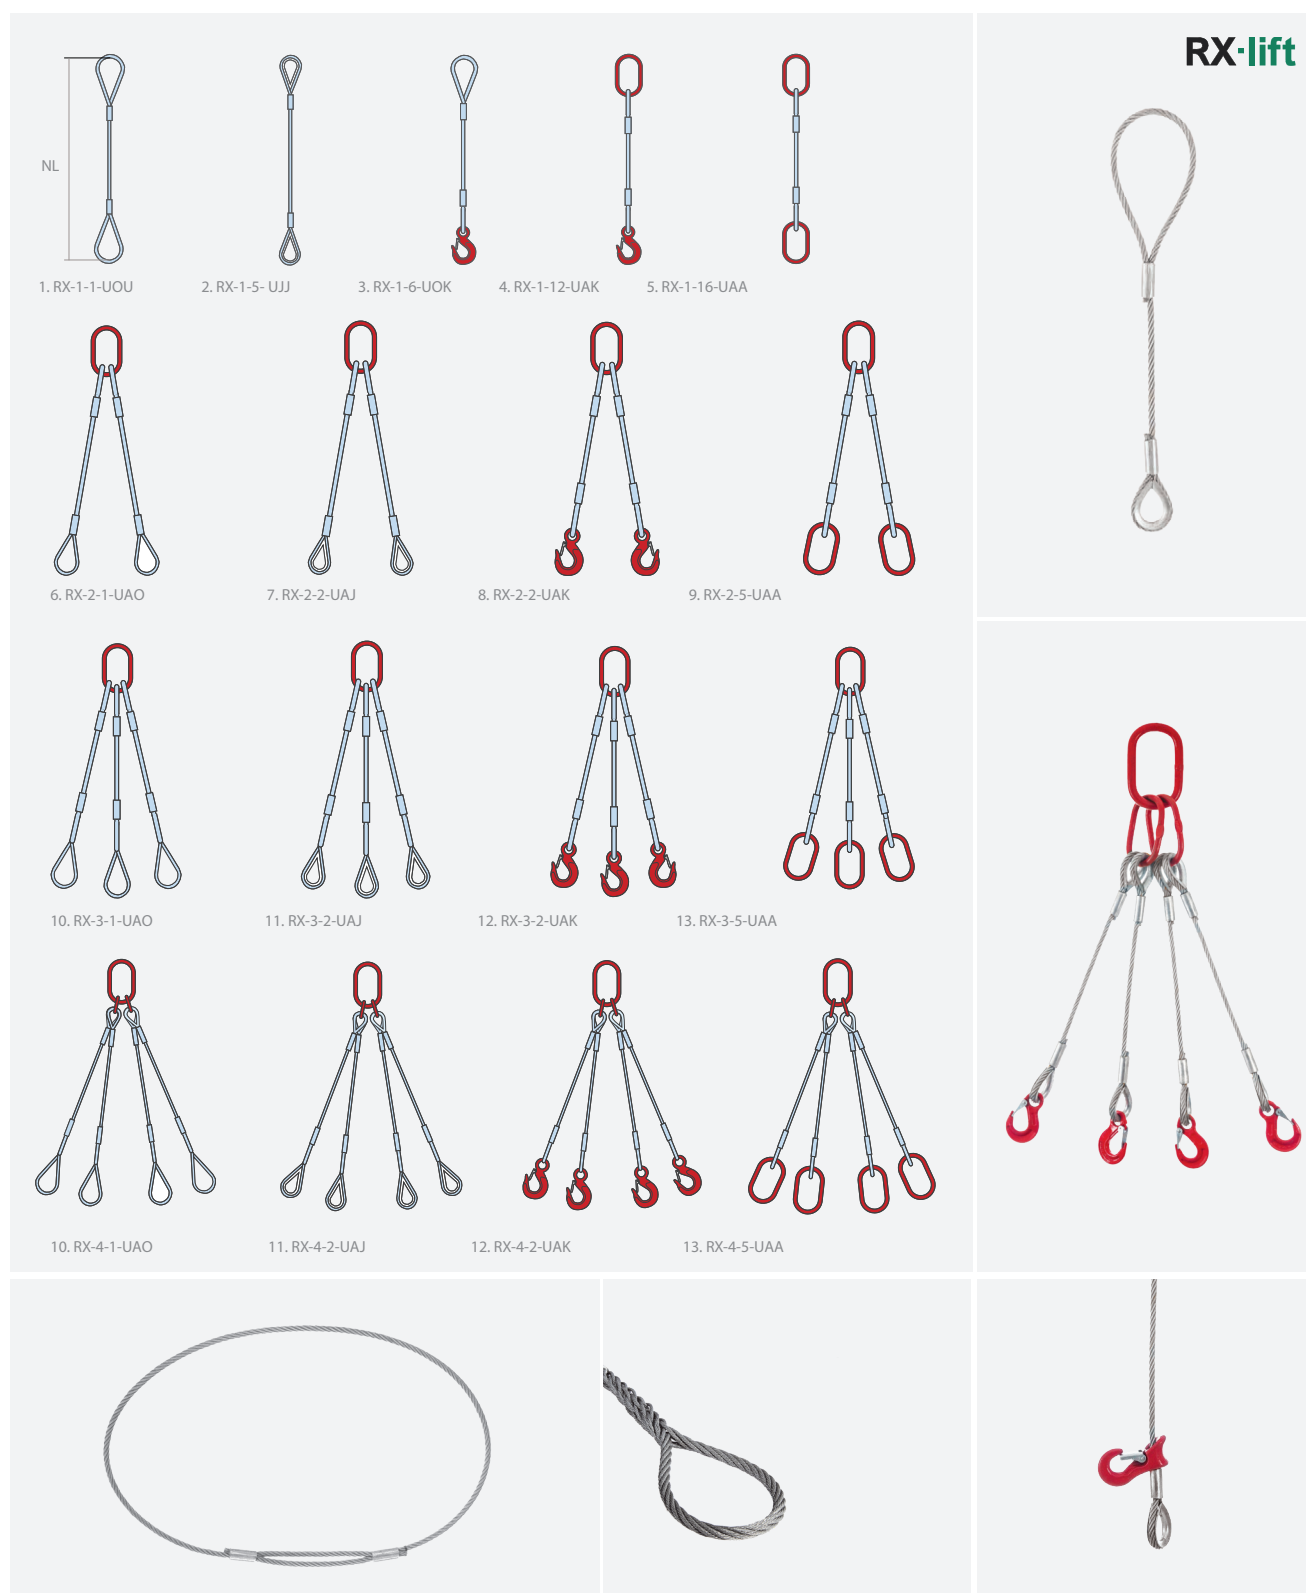 RX·lift
NL
1. RX-1-1-UOU
2. RX-1-5- UJJ
3. RX-1-6-UOK
4. RX-1-12-UAK
5. RX-1-16-UAA
6. RX-2-1-UAO
7. RX-2-2-UAJ
8. RX-2-2-UAK
9. RX-2-5-UAA
10. RX-3-1-UAO
11. RX-3-2-UAJ
12. RX-3-2-UAK
13. RX-3-5-UAA
10. RX-4-1-UAO
11. RX-4-2-UAJ
12. RX-4-2-UAK
13. RX-4-5-UAA